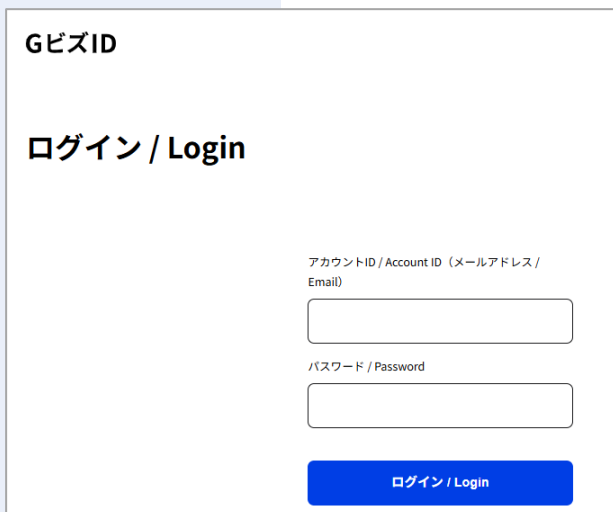 GビズID
ログイン / Login
アカウントID / Account ID（メールアドレス /
Email）
パスワード / Password
ログイン / Login